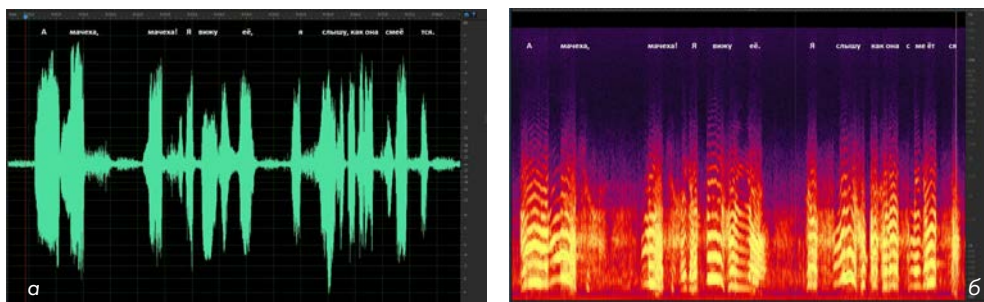 А мачеха, мачеха! Я вижу её, я слышу, как она смеё тся.
а
А мачеха, мачеха! Я вижу её. Я слышу как она с ме ёт ся
б